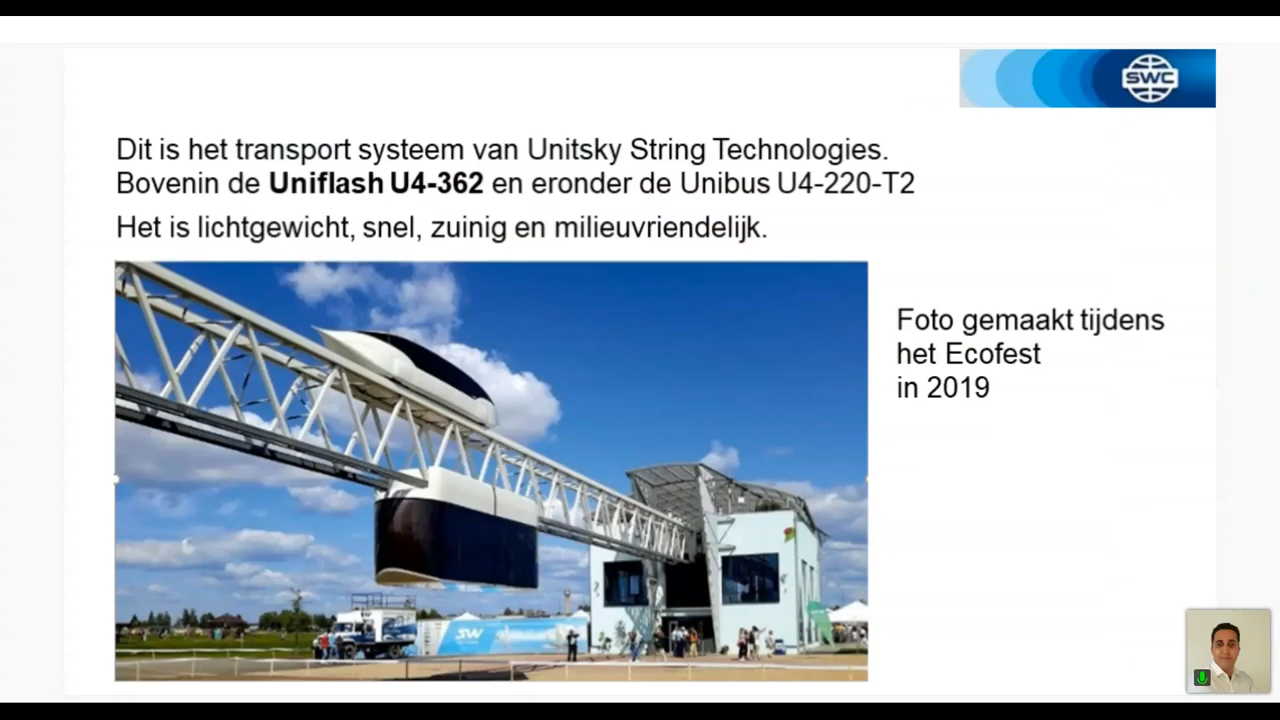 SWC
Dit is het transport systeem van Unitsky String Technologies.
Bovenin de Uniflash U4-362 en eronder de Unibus U4-220-T2
Het is lichtgewicht, snel, zuinig en milieuvriendelijk.
Foto gemaakt tijdens
het Ecofest
in 2019
SW